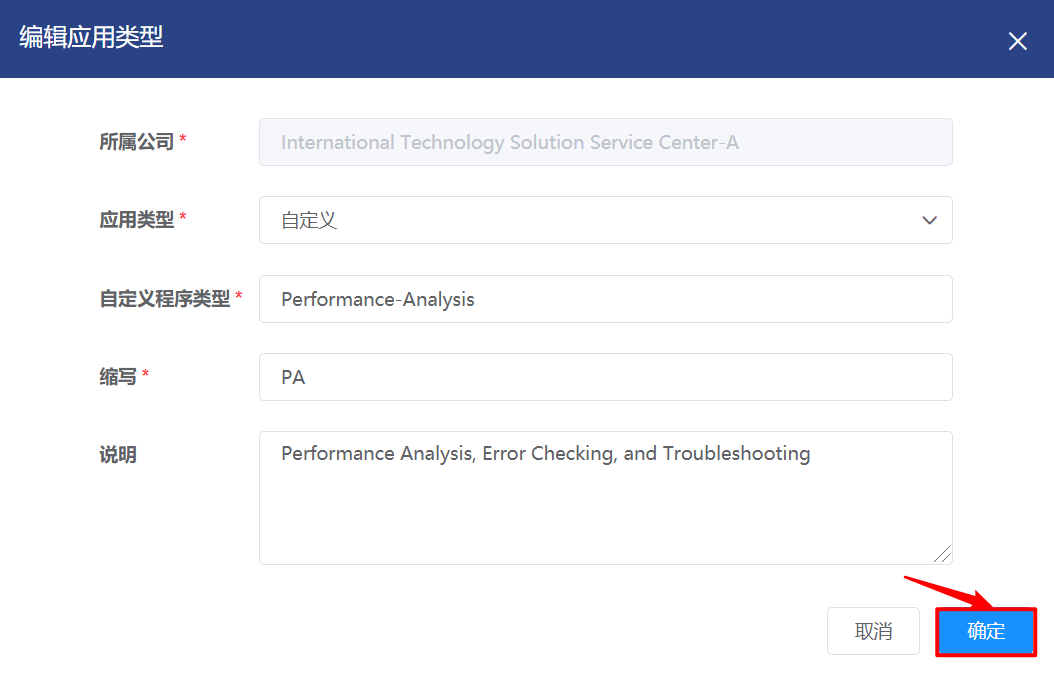 编辑应用类型
所属公司 * International Technology Solution Service Center-A
应用类型 * 自定义
自定义程序类型 * Performance-Analysis
缩写 * PA
说明 Performance Analysis, Error Checking, and Troubleshooting
取消 确定